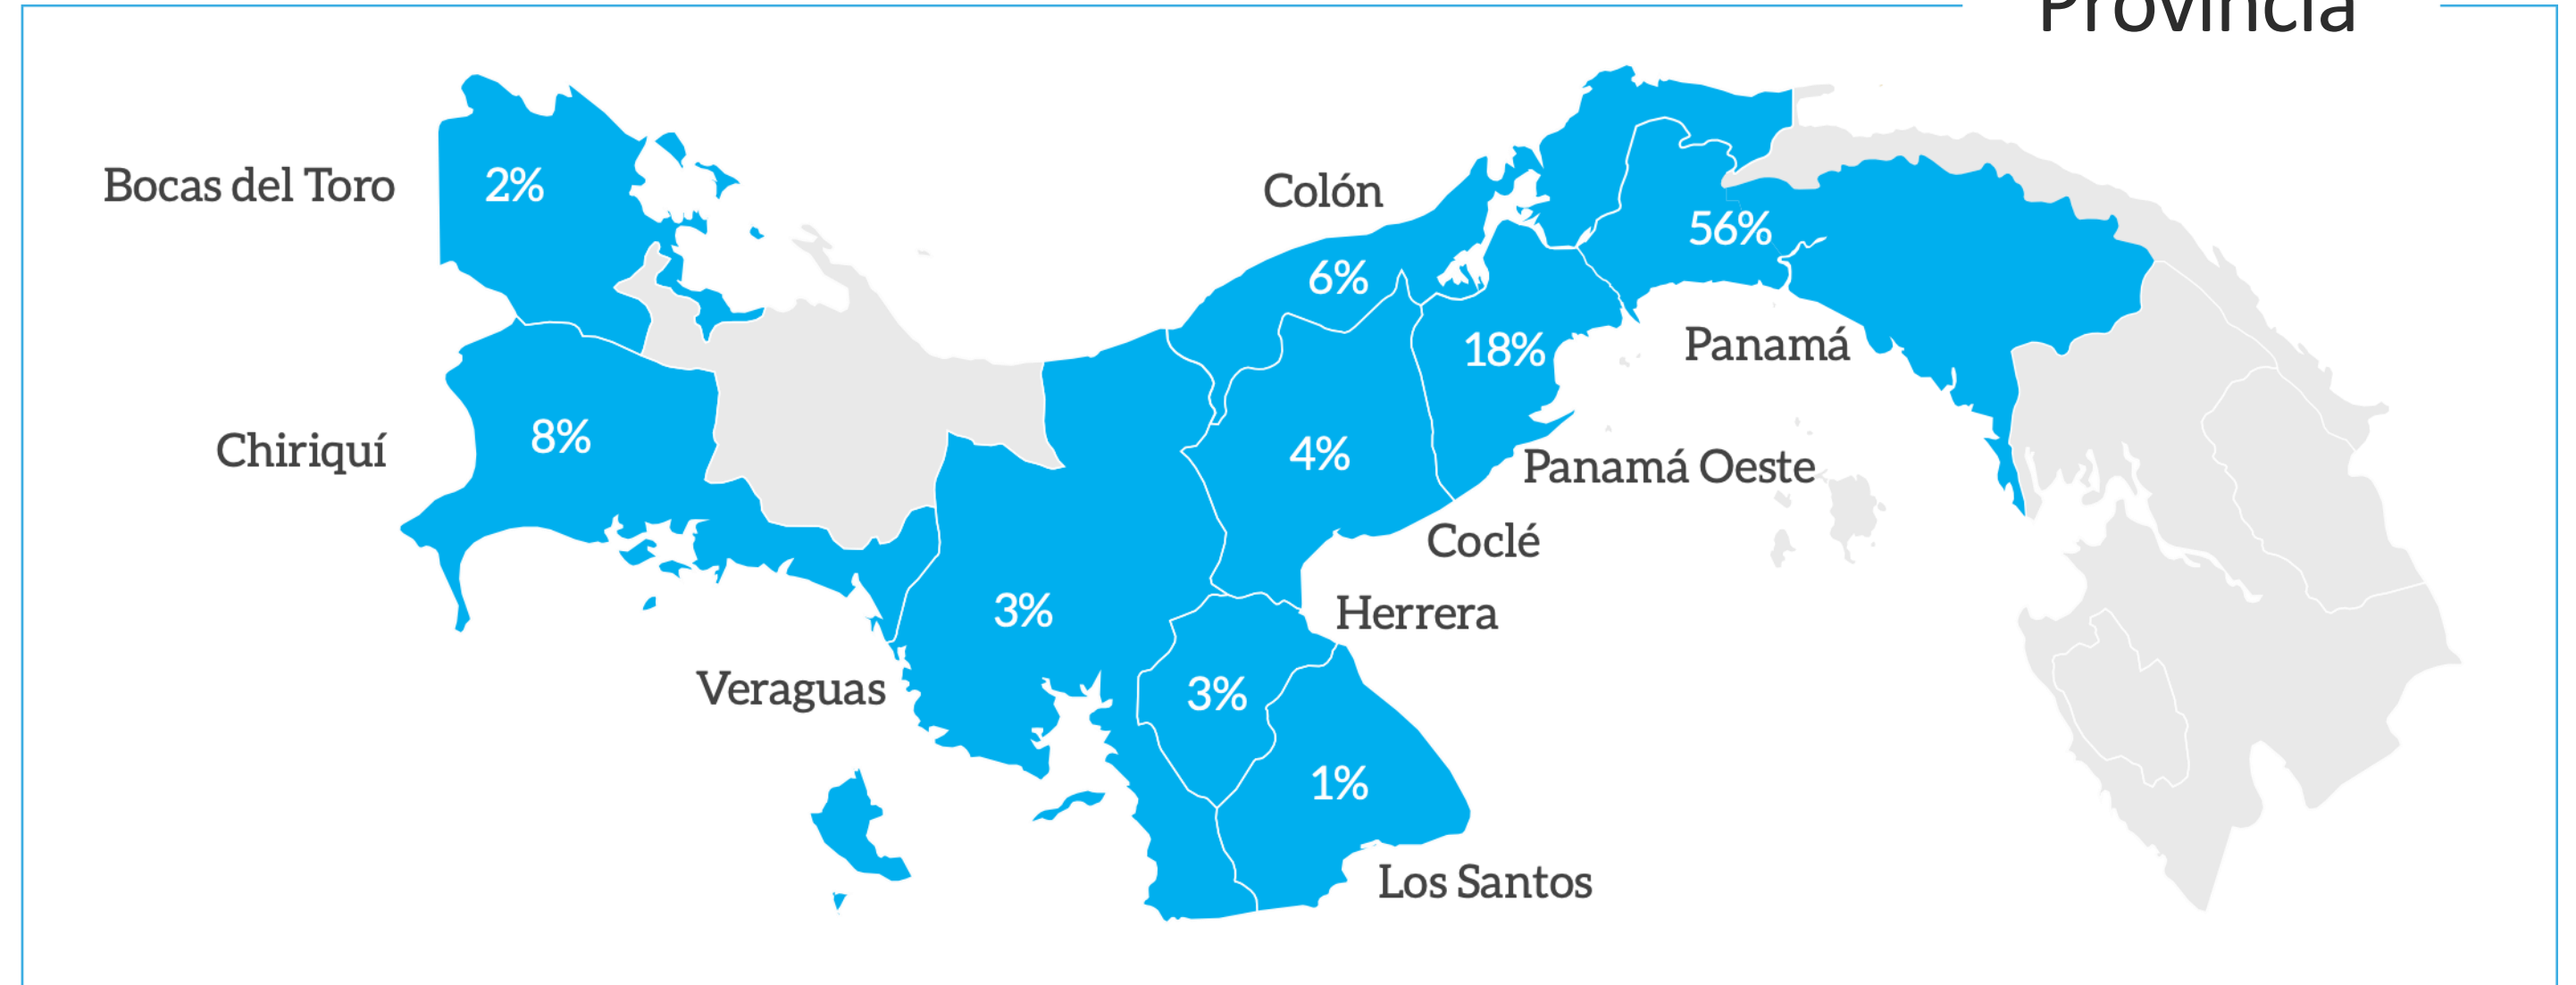 Provincia
Bocas del Toro
2%
Colón
6%
56%
18%
Panamá
Chiriquí
8%
4%
Panamá Oeste
Coclé
3%
Herrera
Veraguas
3%
1%
Los Santos